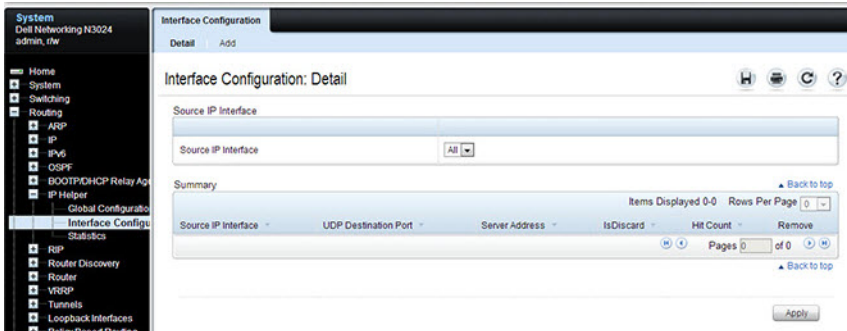 System
Dell Networking N3024
admin, r/w
Home
System
Switching
Routing
ARP
IP
IPv6
OSPF
BOOTP/DHCP Relay Age
IP Helper
Global Configuratio
Interface Configu
Statistics
RIP
Router Discovery
Router
VRRP
Tunnels
Loopback Interfaces
Interface Configuration
Detail Add
Interface Configuration: Detail
Source IP Interface
Source IP Interface All
Summary Back to top
Items Displayed 0-0 Rows Per Page 0
Source IP Interface UDP Destination Port Server Address IsDiscard Hit Count Remove
Pages 0 of 0
Back to top
Apply